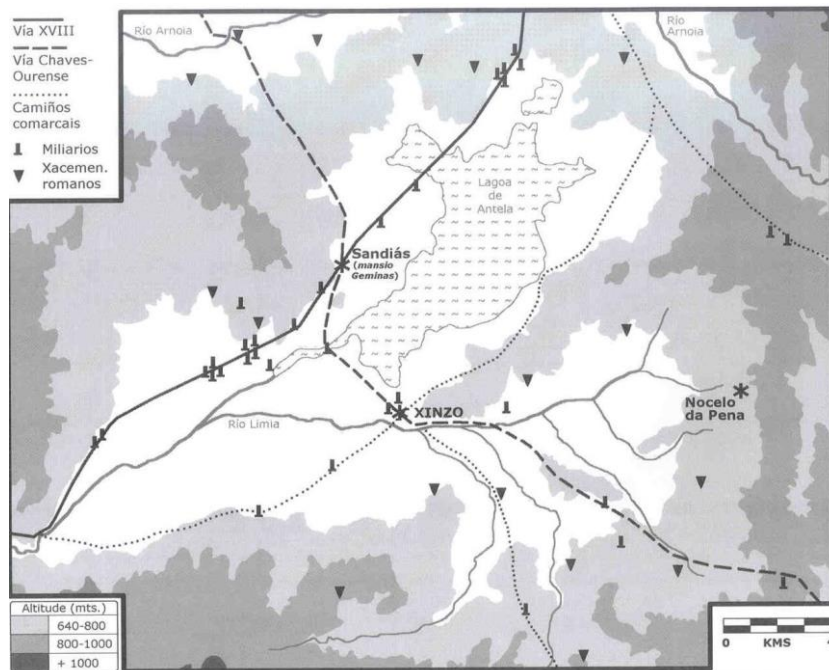 Vía XVIII
Vía Chaves-
Ourense
Camiños
comarcais
Miliarios
Xacemen.
romanos
Río Arnoia
Río
Arnoia
Lagoa
de
Antela
Sandiás
(mansio
Geminas)
XINZO
Río Limia
Nocelo
da Pena
Altitude (mts.)
640-800
800-1000
+ 1000
0 KMS